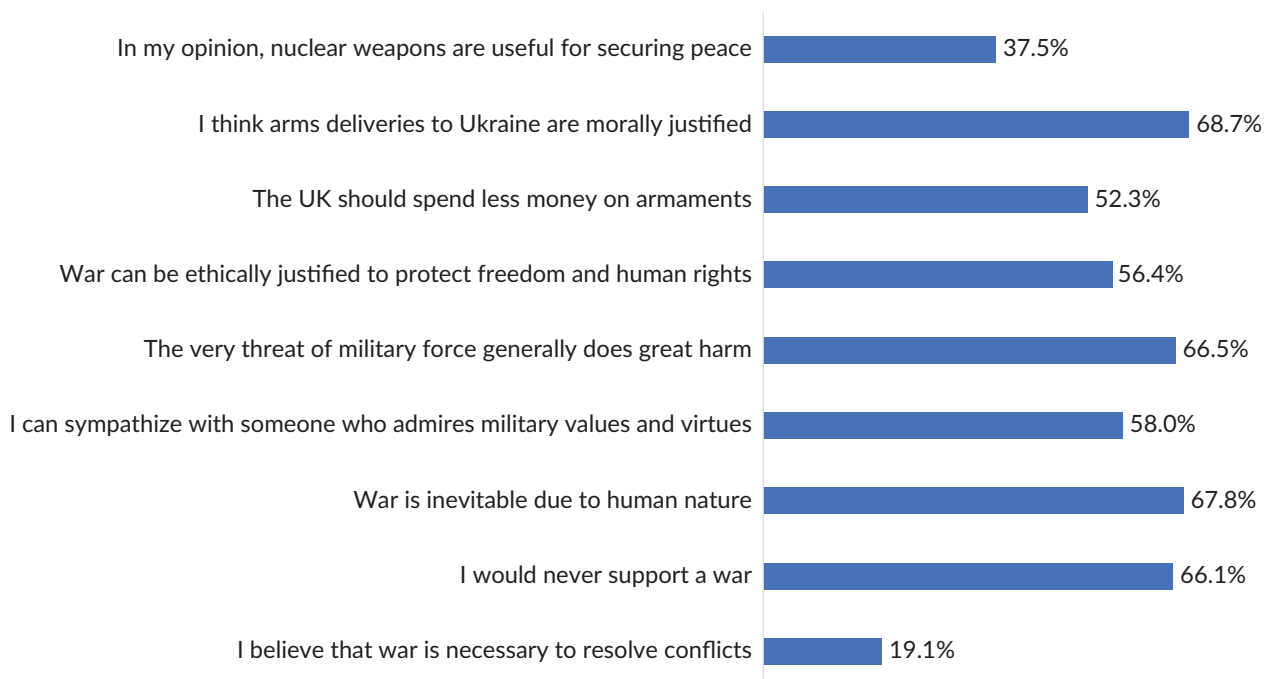 In my opinion, nuclear weapons are useful for securing peace 37.5%
I think arms deliveries to Ukraine are morally justified 68.7%
The UK should spend less money on armaments 52.3%
War can be ethically justified to protect freedom and human rights 56.4%
The very threat of military force generally does great harm 66.5%
I can sympathize with someone who admires military values and virtues 58.0%
War is inevitable due to human nature 67.8%
I would never support a war 66.1%
I believe that war is necessary to resolve conflicts 19.1%